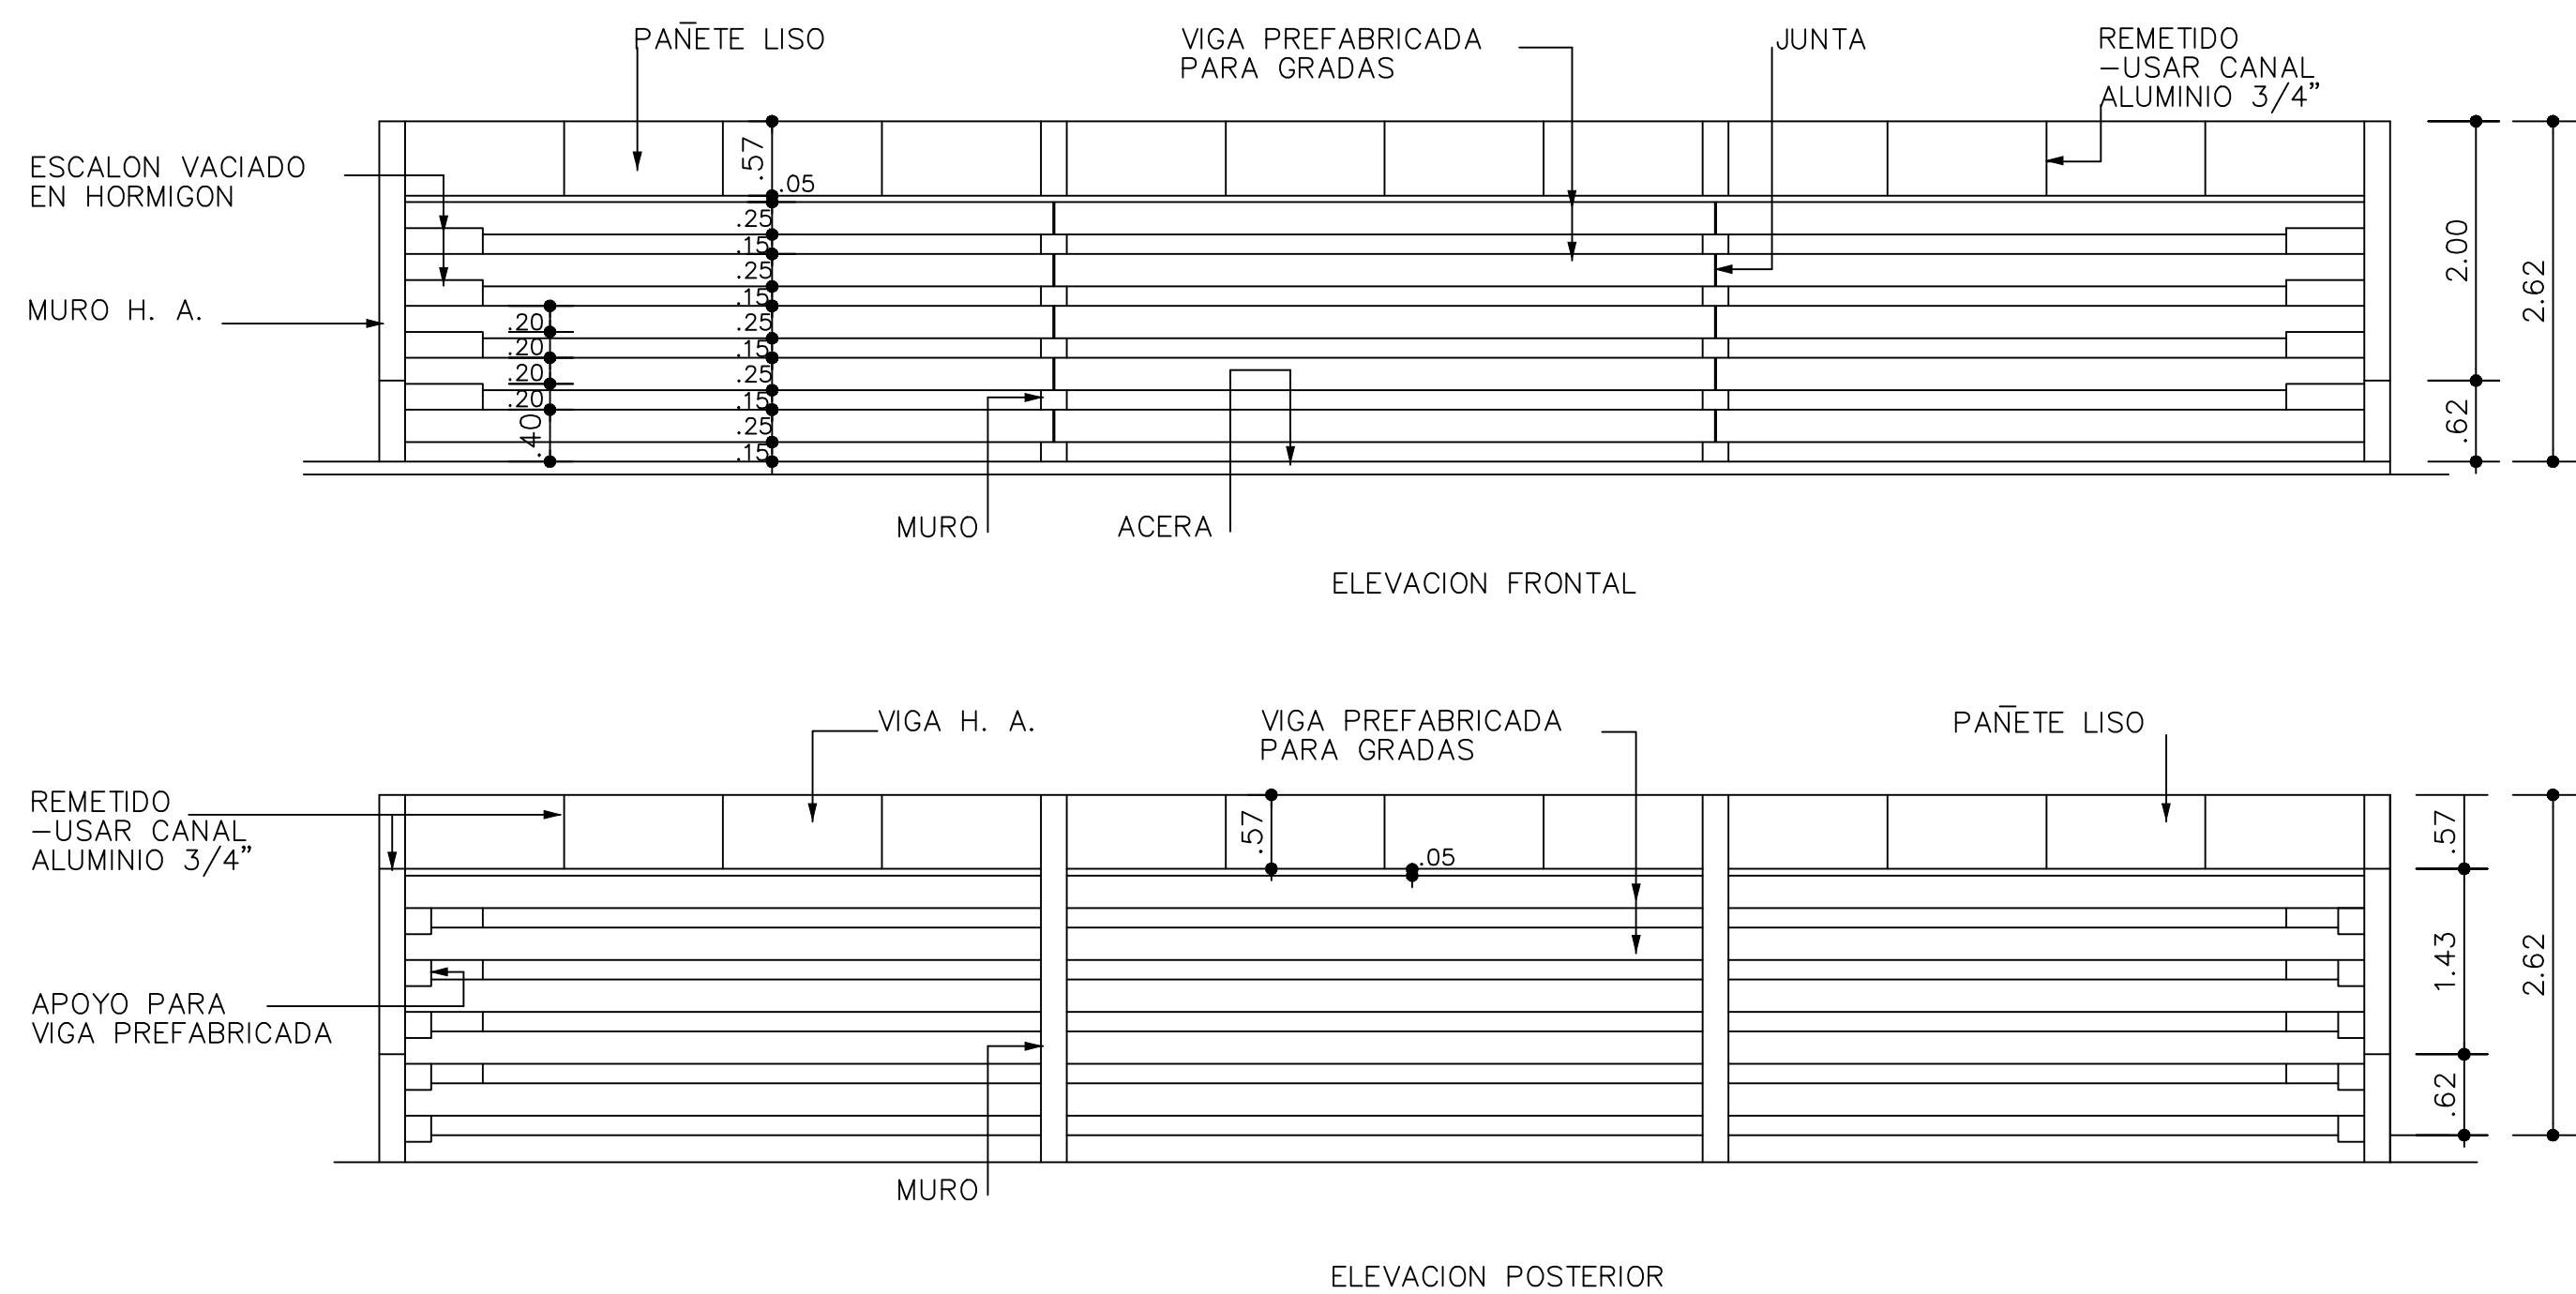 PAÑETE LISO
VIGA PREFABRICADA
PARA GRADAS
JUNTA
REMETIDO
-USAR CANAL
ALUMINIO 3/4”
ESCALON VACIADO
EN HORMIGON
MURO H. A.
.57
.05
.25
.15
.25
.15
.25
.15
.25
.15
.25
.15
.20
.20
.20
.20
.40
2.00
.62
2.62
MURO
ACERA
ELEVACION FRONTAL
VIGA H. A.
VIGA PREFABRICADA
PARA GRADAS
PAÑETE LISO
REMETIDO
-USAR CANAL
ALUMINIO 3/4”
.57
.05
APOYO PARA
VIGA PREFABRICADA
.57
1.43
.62
2.62
MURO
ELEVACION POSTERIOR